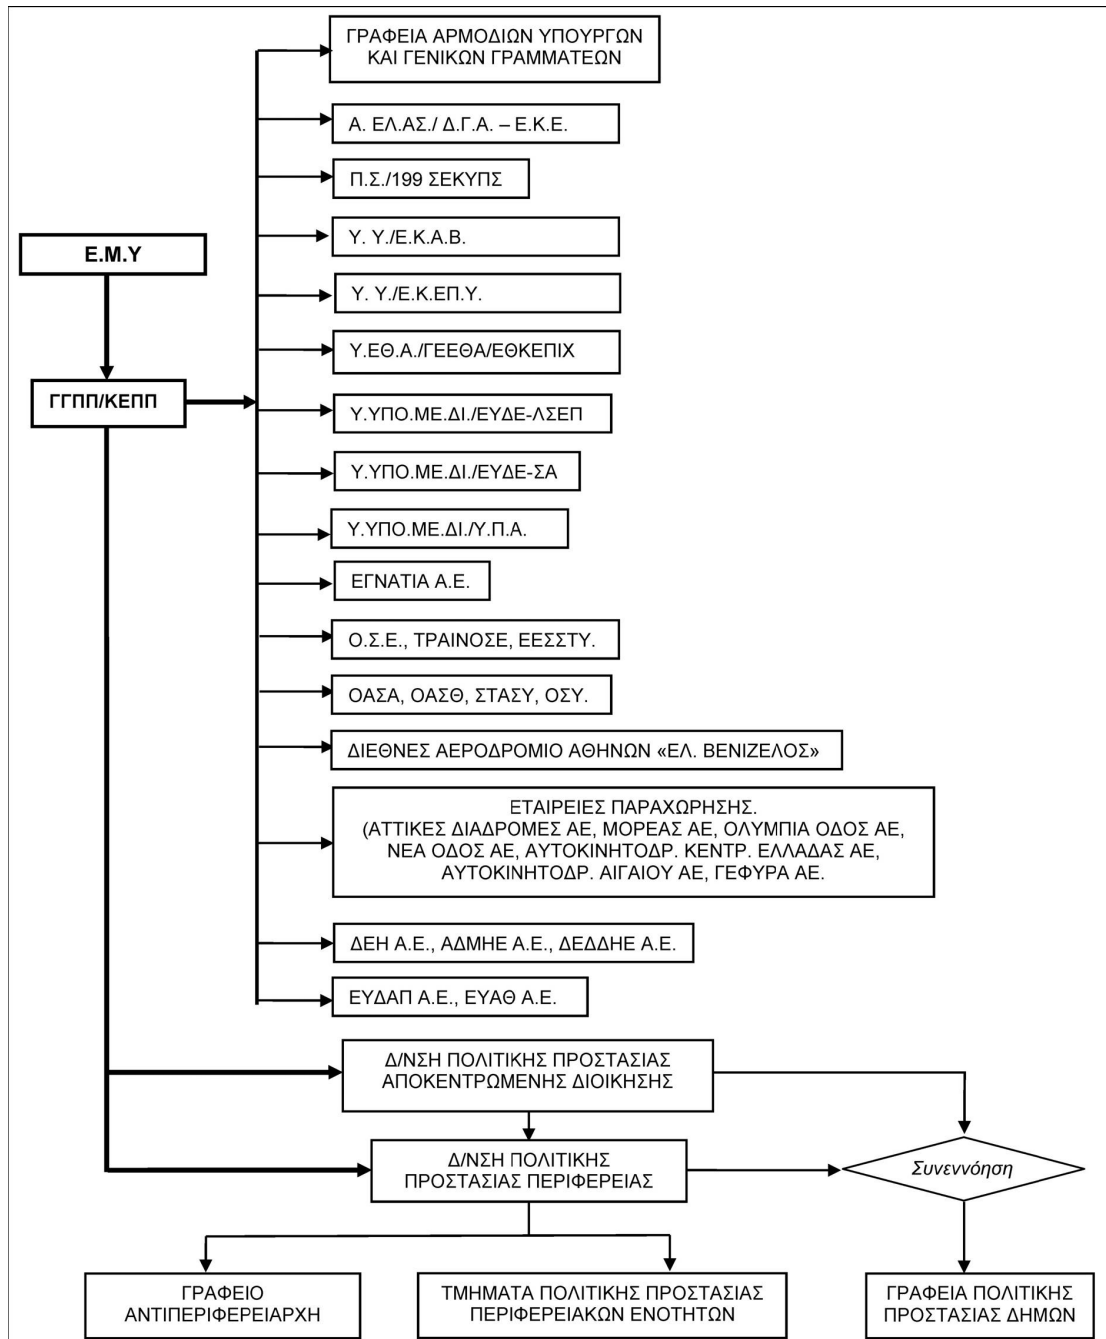 ΓΡΑΦΕΙΑ ΑΡΜΟΔΙΩΝ ΥΠΟΥΡΓΩΝ
ΚΑΙ ΓΕΝΙΚΩΝ ΓΡΑΜΜΑΤΕΩΝ
Α. ΕΛ.ΑΣ./ Δ.Γ.Α. – Ε.Κ.Ε.
Π.Σ./199 ΣΕΚΥΠΣ
Υ. Υ./Ε.Κ.Α.Β.
Ε.Μ.Υ
Υ. Υ./Ε.Κ.ΕΠ.Υ.
Υ.ΕΘ.Α./ΓΕΕΘΑ/ΕΘΚΕΠΙΧ
ΓΓΠΠ/ΚΕΠΠ
Υ.ΥΠΟ.ΜΕ.ΔΙ./ΕΥΔΕ-ΛΣΕΠ
Υ.ΥΠΟ.ΜΕ.ΔΙ./ΕΥΔΕ-ΣΑ
Υ.ΥΠΟ.ΜΕ.ΔΙ./Υ.Π.Α.
ΕΓΝΑΤΙΑ Α.Ε.
Ο.Σ.Ε., ΤΡΑΙΝΟΣΕ, ΕΕΣΣΤΥ.
ΟΑΣΑ, ΟΑΣΘ, ΣΤΑΣΥ, ΟΣΥ.
ΔΙΕΘΝΕΣ ΑΕΡΟΔΡΟΜΙΟ ΑΘΗΝΩΝ «ΕΛ. ΒΕΝΙΖΕΛΟΣ»
ΕΤΑΙΡΕΙΕΣ ΠΑΡΑΧΩΡΗΣΗΣ.
(ΑΤΤΙΚΕΣ ΔΙΑΔΡΟΜΕΣ ΑΕ, ΜΟΡΕΑΣ ΑΕ, ΟΛΥΜΠΙΑ ΟΔΟΣ ΑΕ,
ΝΕΑ ΟΔΟΣ ΑΕ, ΑΥΤΟΚΙΝΗΤΟΔΡ. ΚΕΝΤΡ. ΕΛΛΑΔΑΣ ΑΕ,
ΑΥΤΟΚΙΝΗΤΟΔΡ. ΑΙΓΑΙΟΥ ΑΕ, ΓΕΦΥΡΑ ΑΕ.
ΔΕΗ Α.Ε., ΑΔΜΗΕ Α.Ε., ΔΕΔΔΗΕ Α.Ε.
ΕΥΔΑΠ Α.Ε., ΕΥΑΘ Α.Ε.
Δ/ΝΣΗ ΠΟΛΙΤΙΚΗΣ ΠΡΟΣΤΑΣΙΑΣ
ΑΠΟΚΕΝΤΡΩΜΕΝΗΣ ΔΙΟΙΚΗΣΗΣ
Δ/ΝΣΗ ΠΟΛΙΤΙΚΗΣ
ΠΡΟΣΤΑΣΙΑΣ ΠΕΡΙΦΕΡΕΙΑΣ
Συνεννόηση
ΓΡΑΦΕΙΟ
ΑΝΤΙΠΕΡΙΦΕΡΕΙΑΡΧΗ
ΤΜΗΜΑΤΑ ΠΟΛΙΤΙΚΗΣ ΠΡΟΣΤΑΣΙΑΣ
ΠΕΡΙΦΕΡΕΙΑΚΩΝ ΕΝΟΤΗΤΩΝ
ΓΡΑΦΕΙΑ ΠΟΛΙΤΙΚΗΣ
ΠΡΟΣΤΑΣΙΑΣ ΔΗΜΩΝ